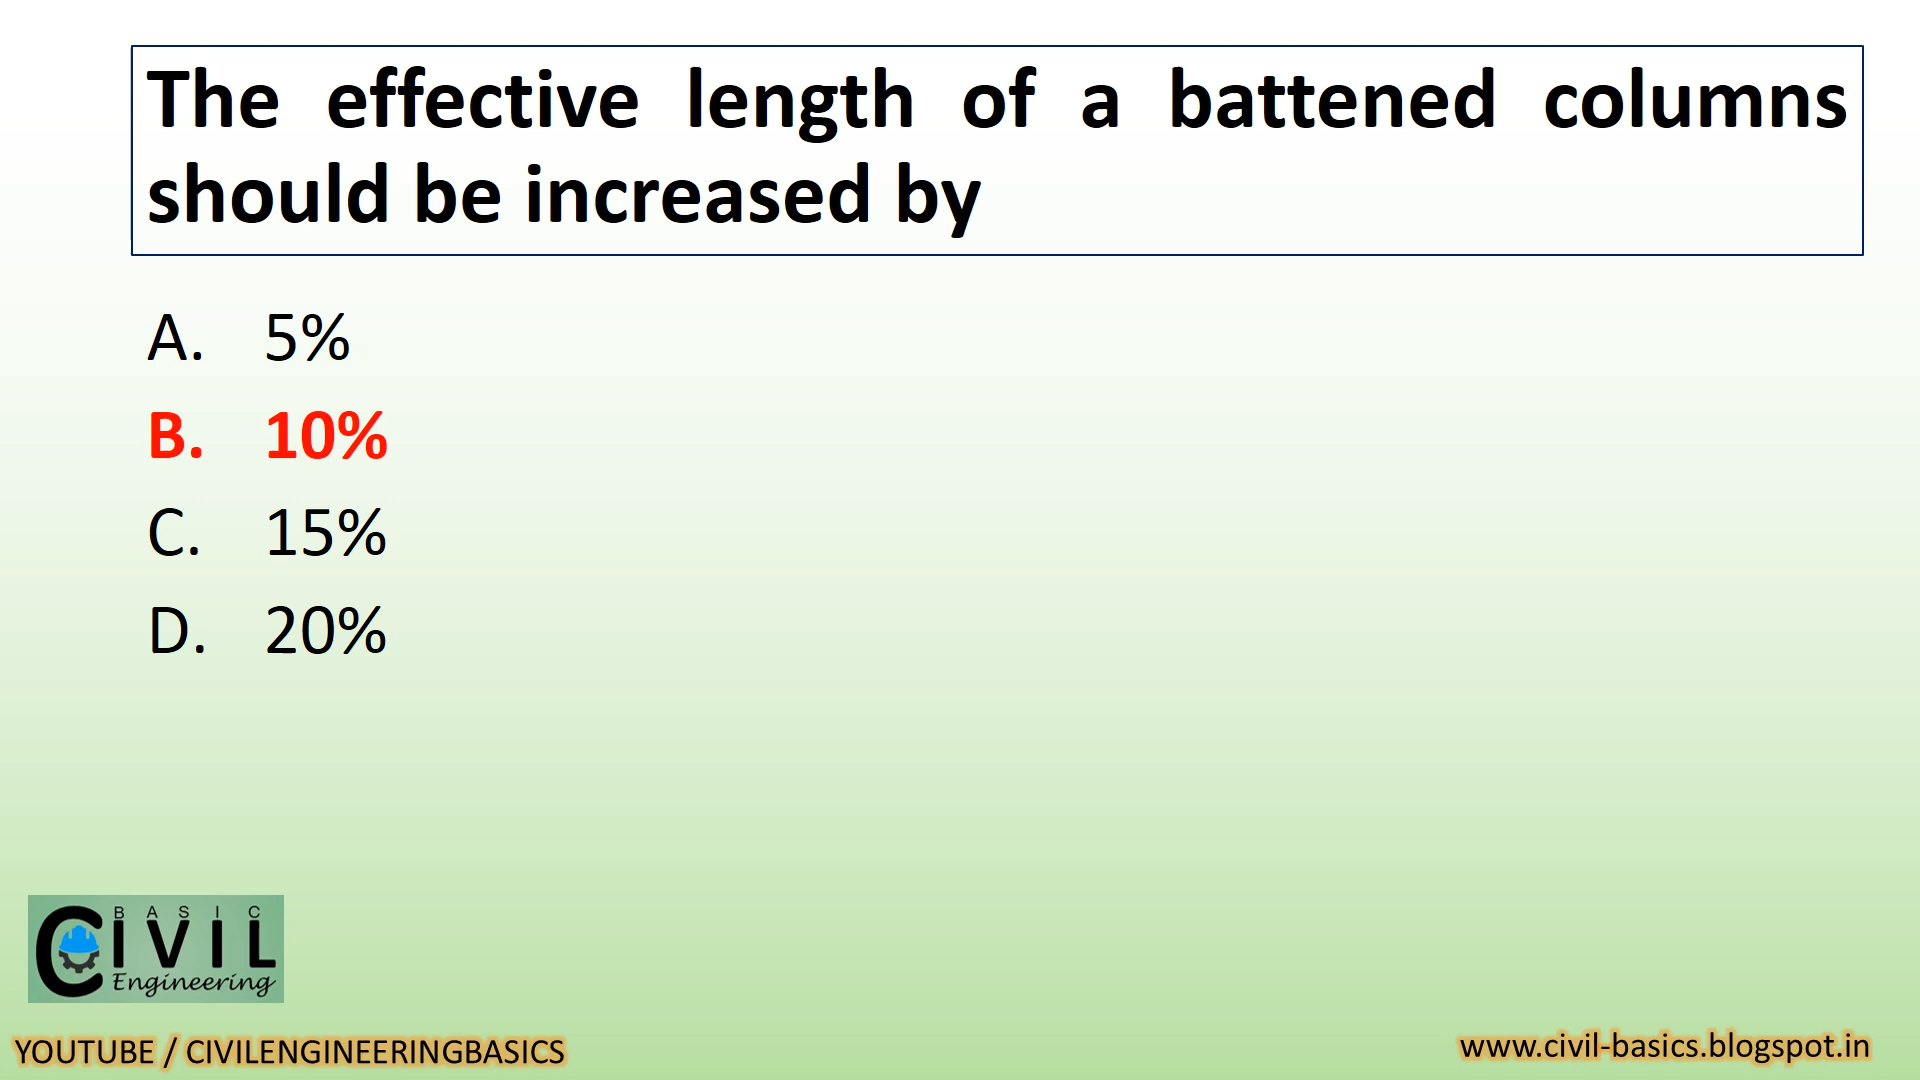 The effective length of a battened columns
should be increased by
A. 5%
B. 10%
C. 15%
D. 20%
BASIC
CIVIL
Engineering
YOUTUBE / CIVILENGINEERINGBASICS
www.civil-basics.blogspot.in